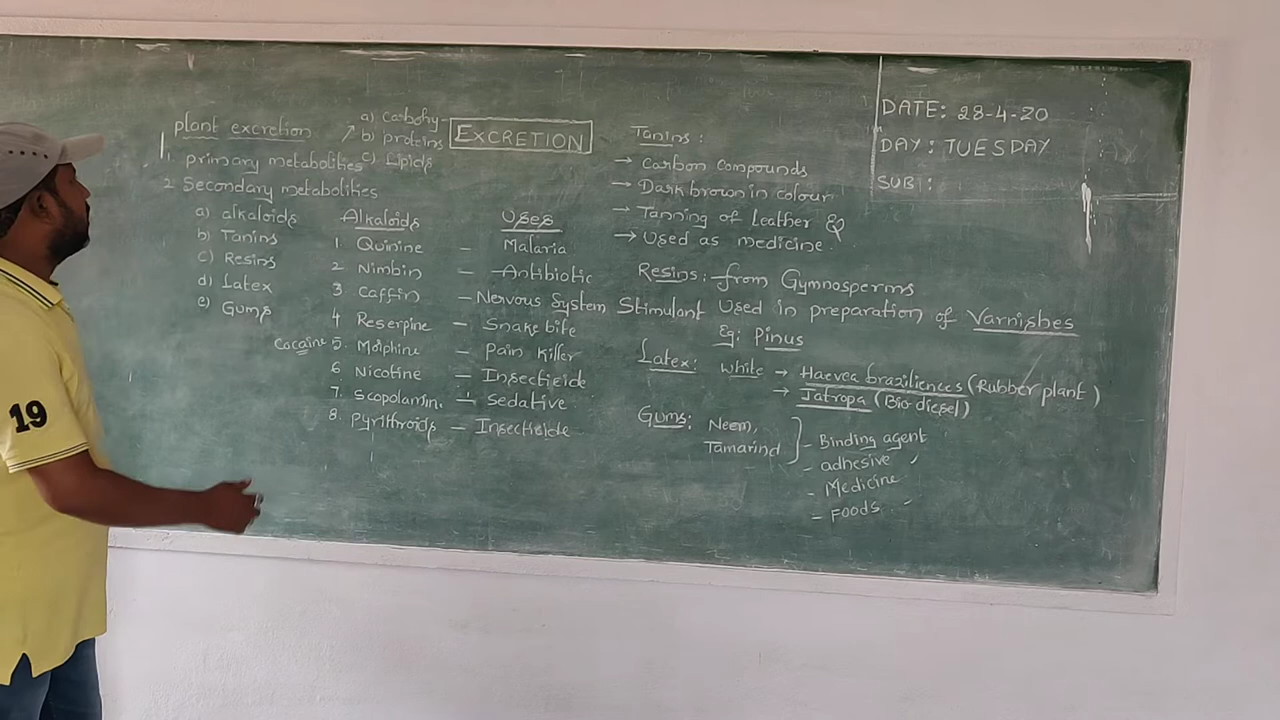 EXCRETION
plant excretion
a) carbohy-
b) proteins
c) Lipids
1. primary metabolities
2. Secondary metabolities
a) alkaloids
b) Tanins
c) Resins
d) Latex
e) Gums
Alkaloids Uses
1. Quinine - Malaria
2 Nimbin - Antibiotic
3 Caffin - Nervous System Stimulant
4 Reserpine - Snake bite
Cocaine 5. Molphine - Pain Killer
6 Nicotine - Insecticide
7. Scopolamin. - Sedative
8. Pyrithroids - Insecticide
Tanins:
→ Carbon Compounds
→ Dark brown in colour
→ Tanning of Leather &
→ Used as medicine.
Resins: from Gymnosperms
Used in preparation of Varnishes
Eg: Pinus
Latex: white → Haevea braziliences (Rubber plant)
→ Jatropa (Bio diesel)
Gums: Neem,
Tamarind
- Binding agent
- adhesive
- Medicine
- Foods
DATE: 28-4-20
DAY: TUESDAY
SUB:
19